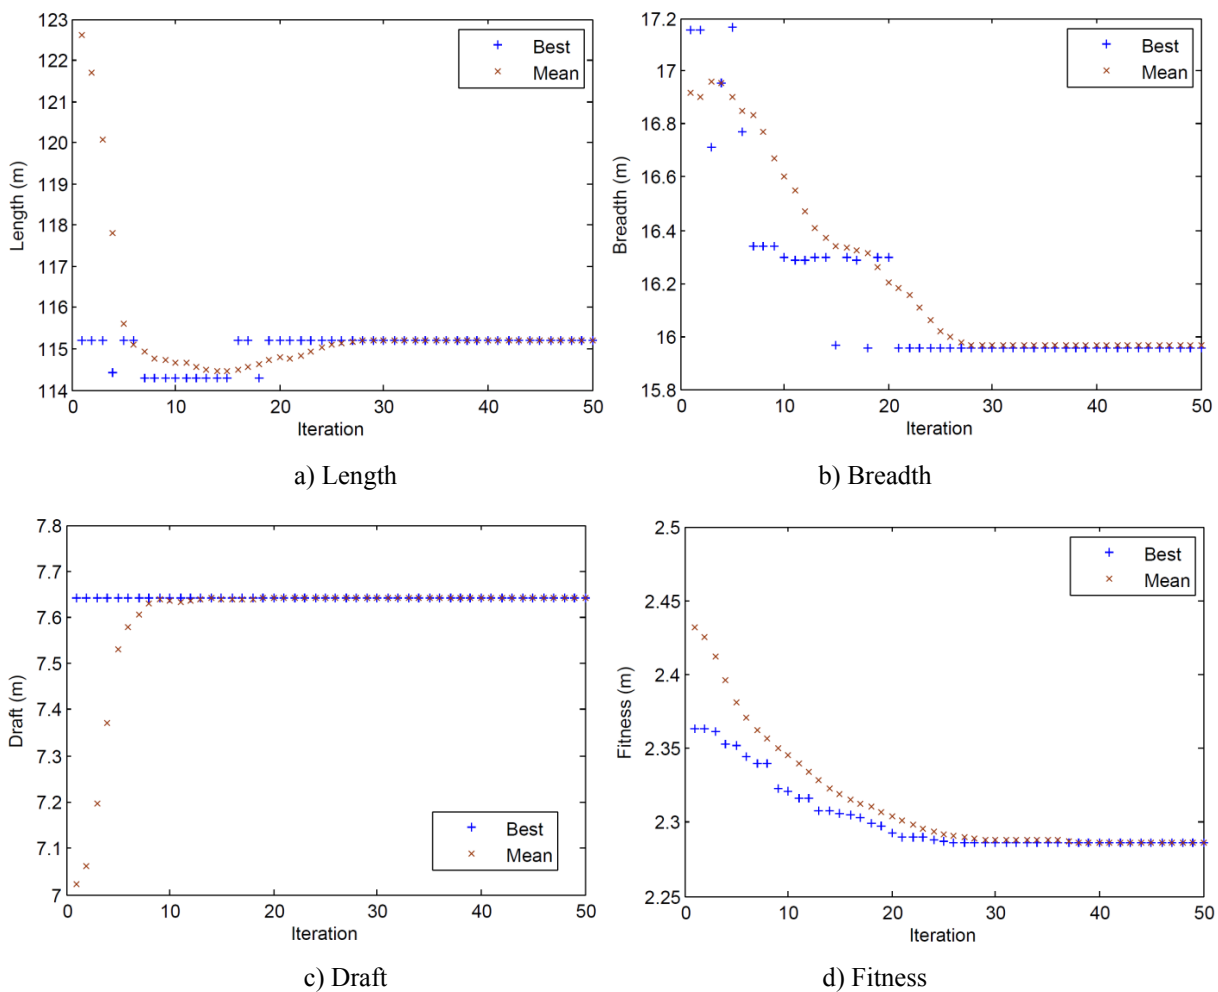 123
122
121
120
119
118
117
116
115
114
Length (m)
0
10
20
30
40
50
Iteration
Best
Mean
a) Length
17.2
17
16.8
16.6
16.4
16.2
16
15.8
Breadth (m)
0
10
20
30
40
50
Iteration
Best
Mean
b) Breadth
7.8
7.7
7.6
7.5
7.4
7.3
7.2
7.1
7
Draft (m)
0
10
20
30
40
50
Iteration
Best
Mean
c) Draft
2.5
2.45
2.4
2.35
2.3
2.25
Fitness (m)
0
10
20
30
40
50
Iteration
Best
Mean
d) Fitness